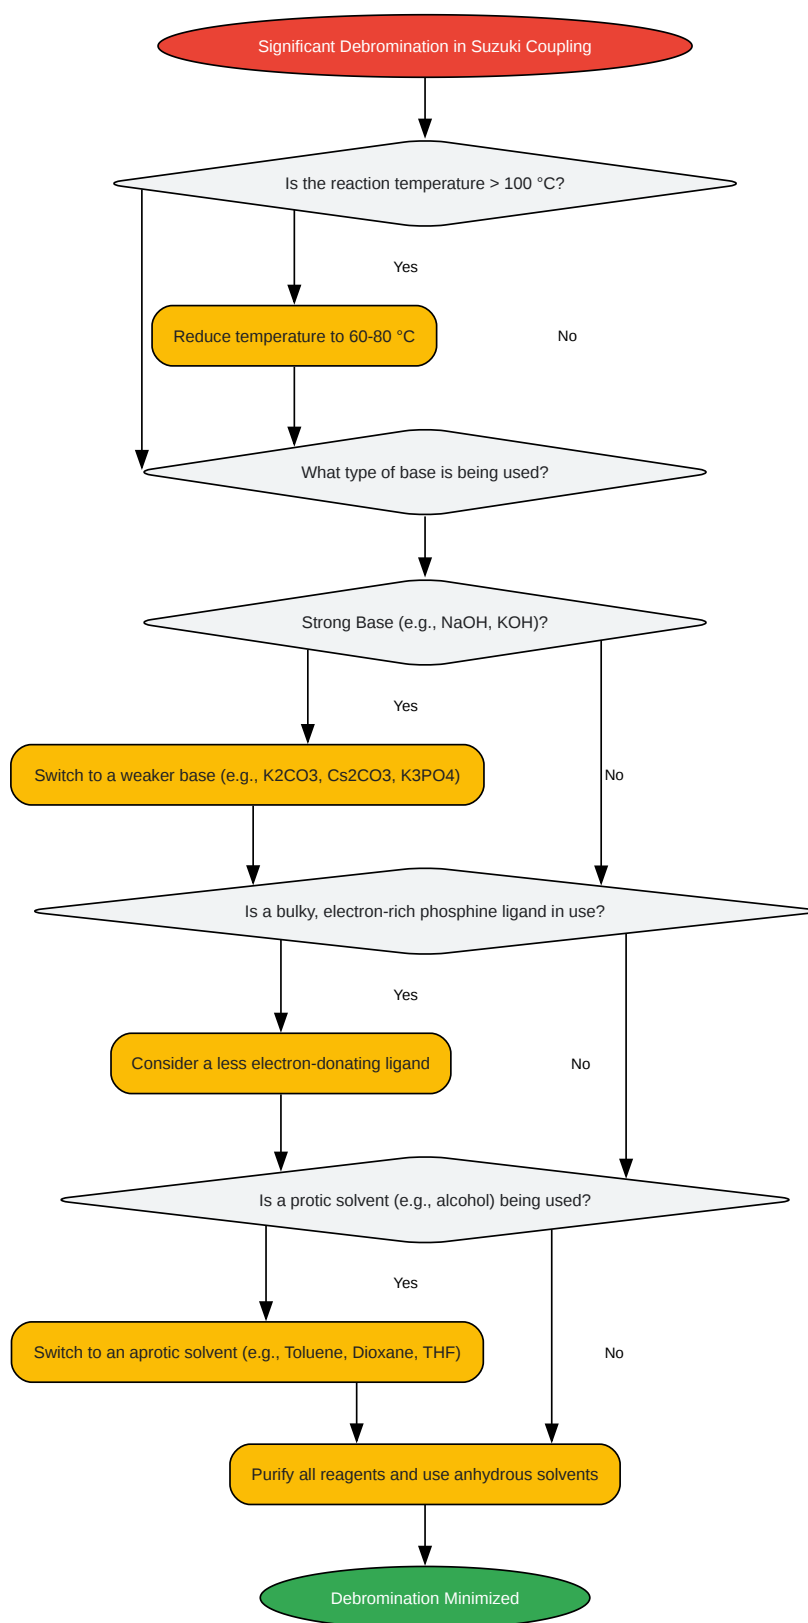 Significant Debromination in Suzuki Coupling
Is the reaction temperature > 100 °C?
Yes
Reduce temperature to 60-80 °C
No
What type of base is being used?
Strong Base (e.g., NaOH, KOH)?
Yes
Switch to a weaker base (e.g., K2CO3, Cs2CO3, K3PO4)
No
Is a bulky, electron-rich phosphine ligand in use?
Yes
Consider a less electron-donating ligand
No
Is a protic solvent (e.g., alcohol) being used?
Yes
Switch to an aprotic solvent (e.g., Toluene, Dioxane, THF)
No
Purify all reagents and use anhydrous solvents
Debromination Minimized